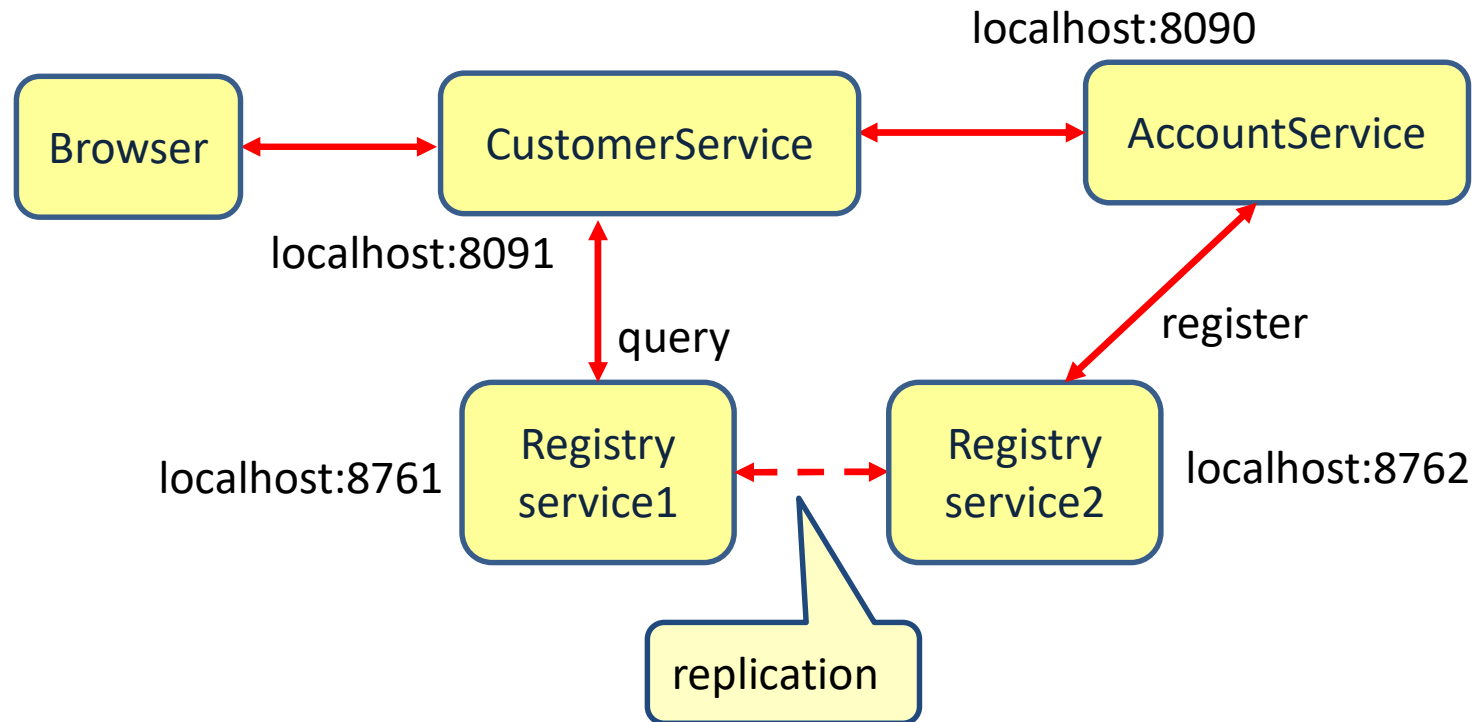 localhost:8090
Browser
CustomerService
AccountService
localhost:8091
query
register
Registry
service1
Registry
service2
localhost:8761
localhost:8762
replication